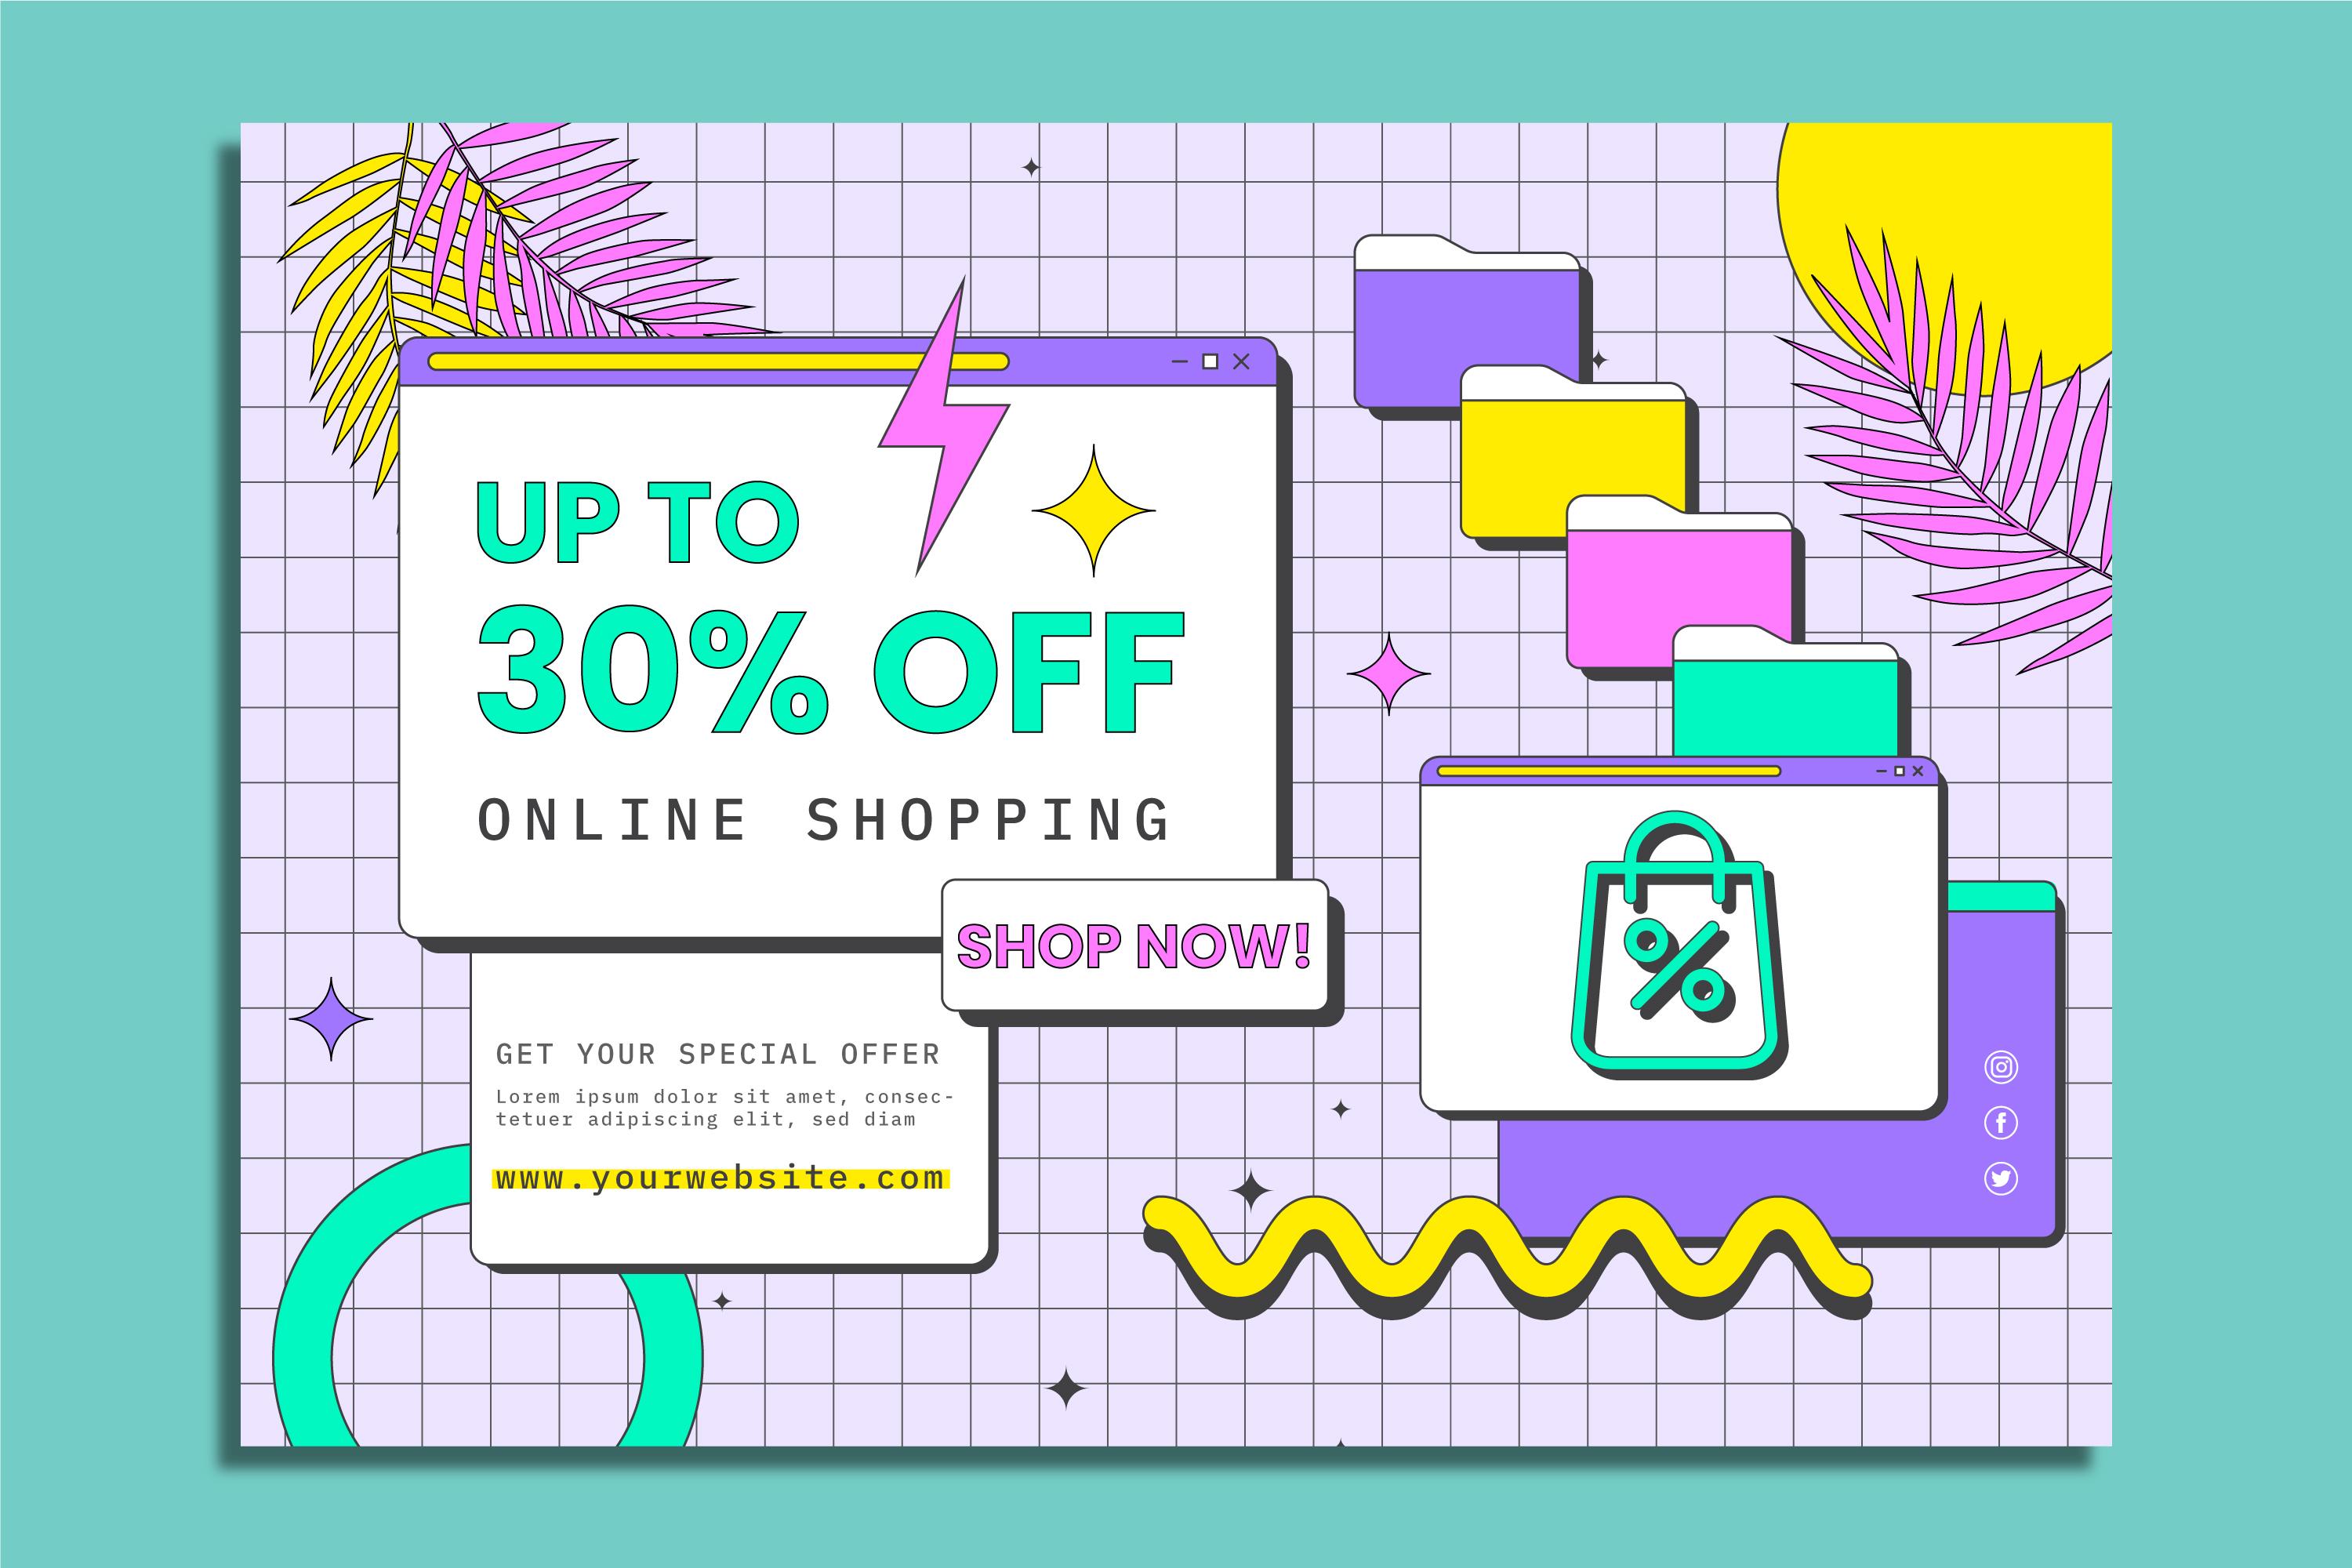 UP TO
30% OFF
ONLINE SHOPPING
SHOP NOW!
GET YOUR SPECIAL OFFER
Lorem ipsum dolor sit amet, consec-
tetuer adipiscing elit, sed diam
www.yourwebsite.com